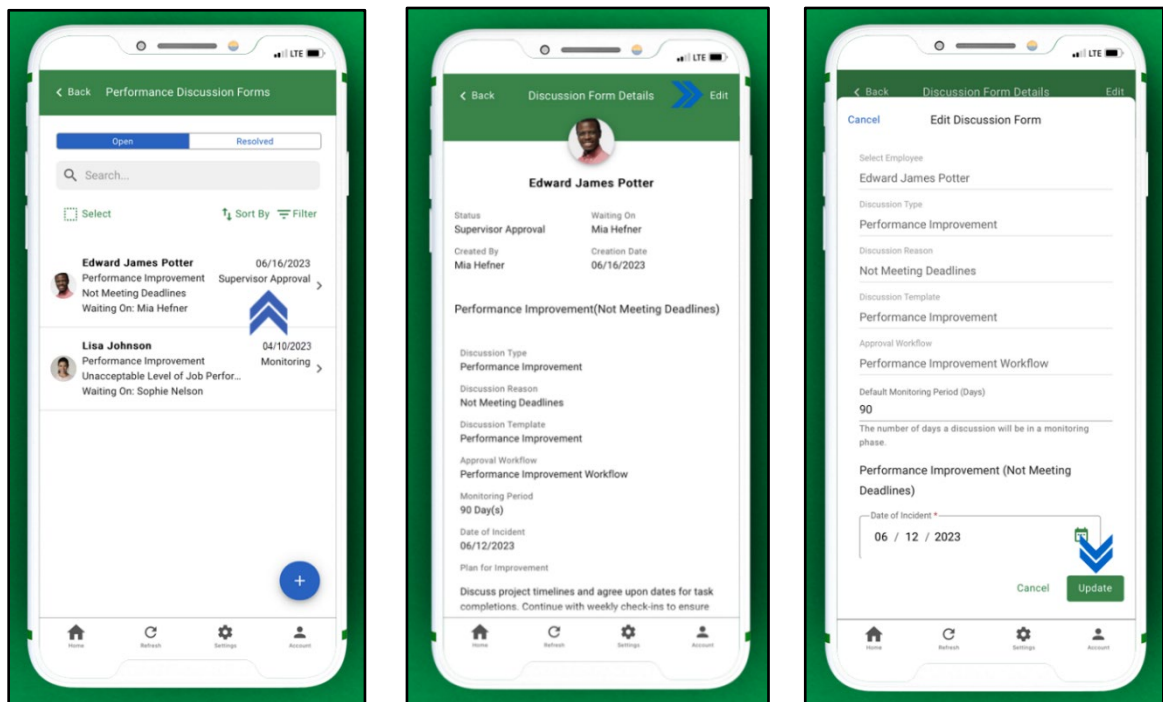 LTE
Back Performance Discussion Forms
Open Resolved
Search...
Select Sort By Filter
Edward James Potter 06/16/2023
Performance Improvement Supervisor Approval
Not Meeting Deadlines
Waiting On: Mia Hefner
Lisa Johnson 04/10/2023
Performance Improvement Monitoring
Unacceptable Level of Job Perfor...
Waiting On: Sophie Nelson
+
Home Refresh Settings Account
LTE
Back Discussion Form Details Edit
Edward James Potter
Status Waiting On
Supervisor Approval Mia Hefner
Created By Creation Date
Mia Hefner 06/16/2023
Performance Improvement(Not Meeting Deadlines)
Discussion Type
Performance Improvement
Discussion Reason
Not Meeting Deadlines
Discussion Template
Performance Improvement
Approval Workflow
Performance Improvement Workflow
Monitoring Period
90 Day(s)
Date of Incident
06/12/2023
Plan for Improvement
Discuss project timelines and agree upon dates for task
completions. Continue with weekly check-ins to ensure
Home Refresh Settings Account
LTE
Back Discussion Form Details Edit
Cancel Edit Discussion Form
Select Employee
Edward James Potter
Discussion Type
Performance Improvement
Discussion Reason
Not Meeting Deadlines
Discussion Template
Performance Improvement
Approval Workflow
Performance Improvement Workflow
Default Monitoring Period (Days)
90
The number of days a discussion will be in a monitoring
phase.
Performance Improvement (Not Meeting
Deadlines)
Date of Incident *
06 / 12 / 2023
Cancel Update
Home Refresh Settings Account